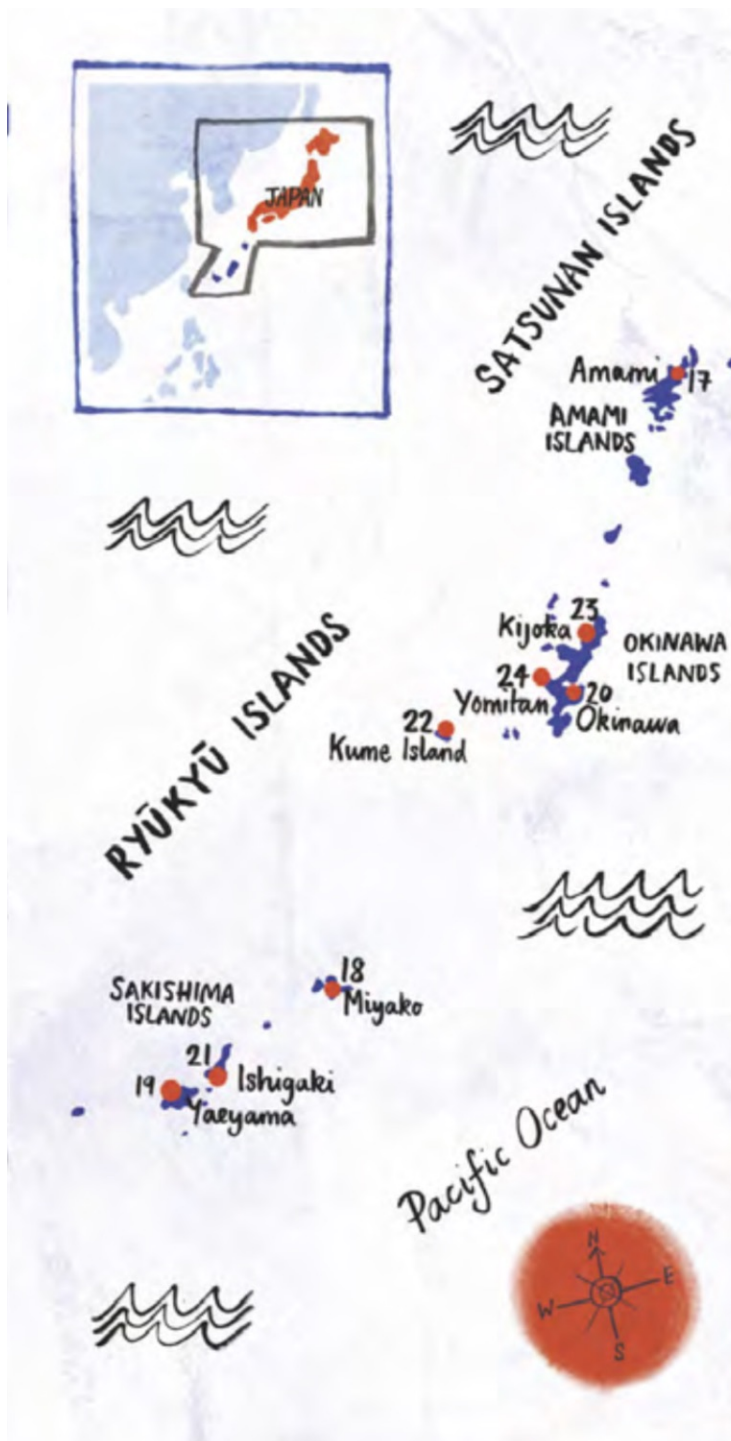 JAPAN
SATSUNAN ISLANDS
Amami
17
AMAMI
ISLANDS
23
Kijoka
OKINAWA
ISLANDS
24
Yomitan
20
Okinawa
22
Kume Island
RYŪKYŪ ISLANDS
18
Miyako
SAKISHIMA
ISLANDS
21
Ishigaki
19
Yaeyama
Pacific Ocean
N
E
W
S